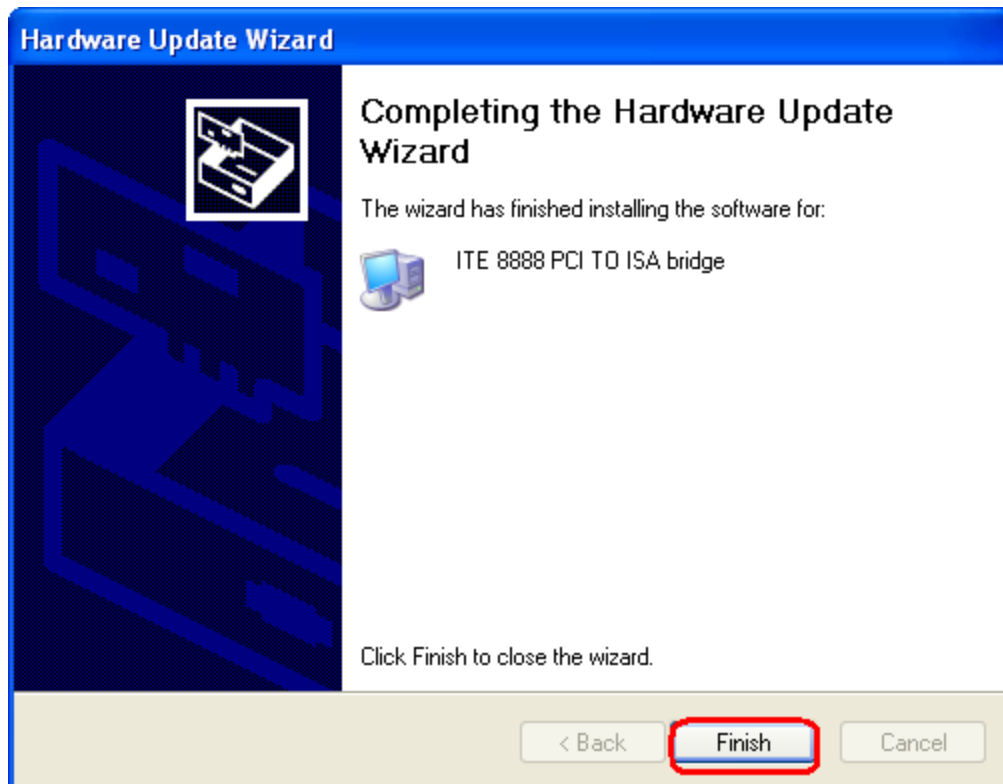 Hardware Update Wizard
Completing the Hardware Update
Wizard
The wizard has finished installing the software for:
ITE 8888 PCI TO ISA bridge
Click Finish to close the wizard.
< Back Finish Cancel